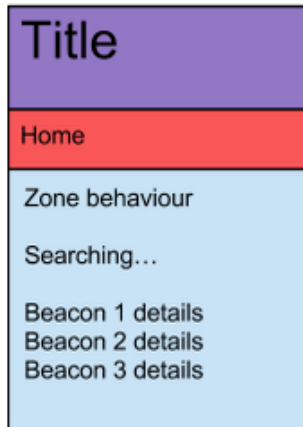 Title
Home
Zone behaviour
Searching...
Beacon 1 details
Beacon 2 details
Beacon 3 details